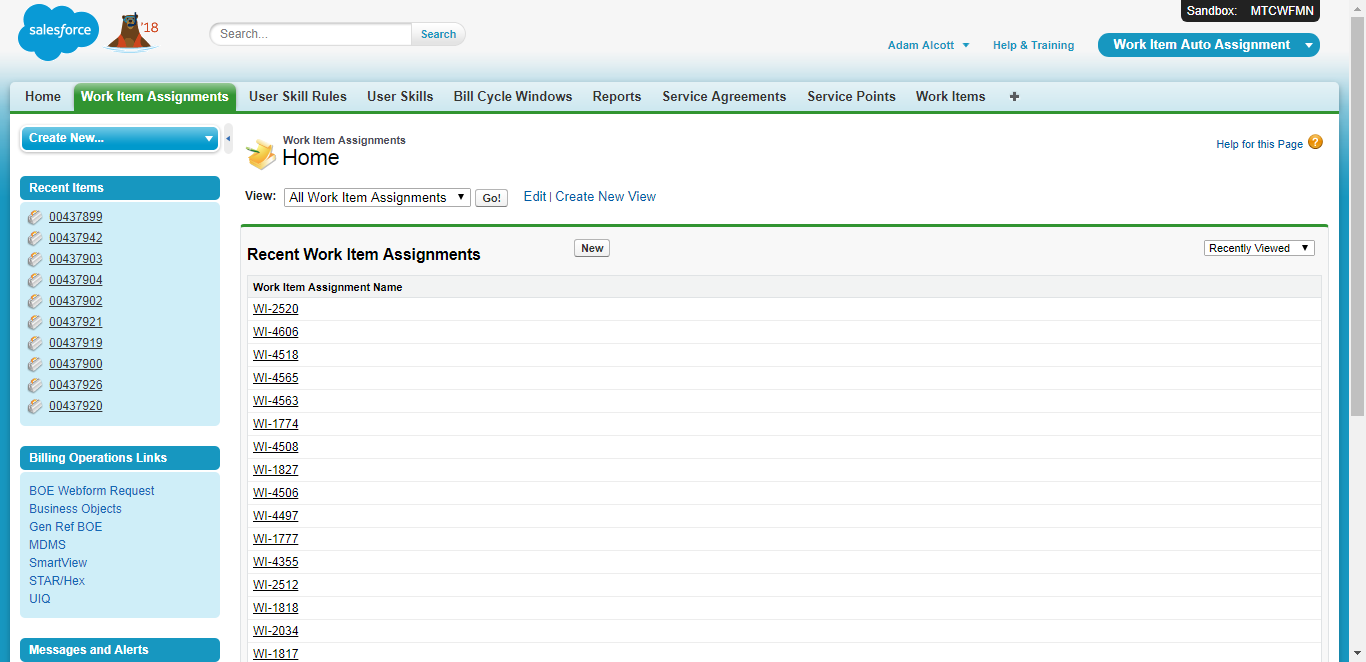 Sandbox: MTCWFMN
salesforce
'18
Search...
Search
Adam Alcott
Help & Training
Work Item Auto Assignment
Home
Work Item Assignments
User Skill Rules
User Skills
Bill Cycle Windows
Reports
Service Agreements
Service Points
Work Items
+
Create New...
Recent Items
00437899
00437942
00437903
00437904
00437902
00437921
00437919
00437900
00437926
00437920
Billing Operations Links
BOE Webform Request
Business Objects
Gen Ref BOE
MDMS
SmartView
STAR/Hex
UIQ
Messages and Alerts
Work Item Assignments
Home
Help for this Page ?
View: All Work Item Assignments Go! Edit | Create New View
Recent Work Item Assignments
New
Recently Viewed
Work Item Assignment Name
WI-2520
WI-4606
WI-4518
WI-4565
WI-4563
WI-1774
WI-4508
WI-1827
WI-4506
WI-4497
WI-1777
WI-4355
WI-2512
WI-1818
WI-2034
WI-1817